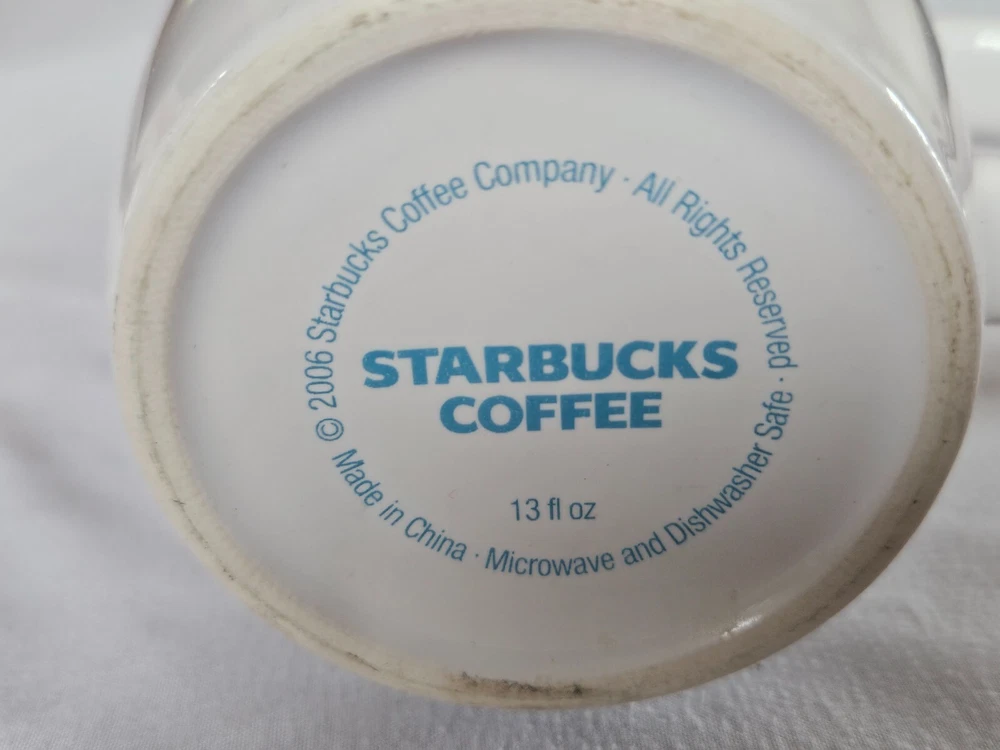 © 2006 Starbucks Coffee Company · All Rights Reserved ·
STARBUCKS
COFFEE
13 fl oz
Made in China · Microwave and Dishwasher Safe